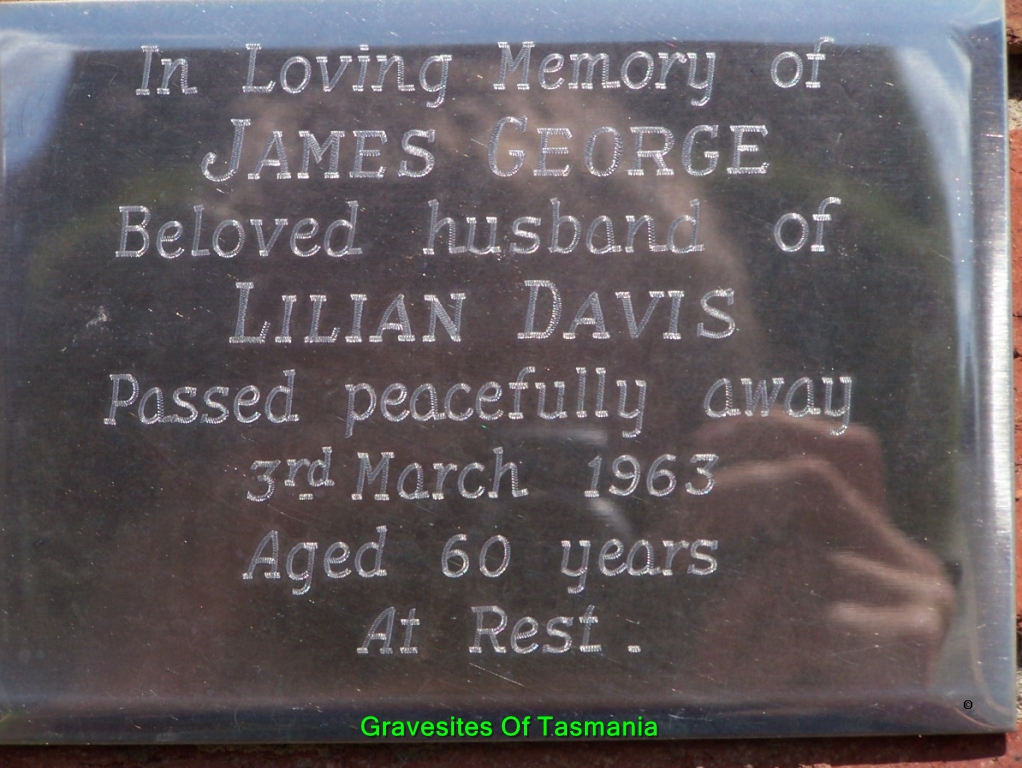 In Loving Memory of
JAMES GEORGE
Beloved husband of
LILIAN DAVIS
Passed peacefully away
3rd March 1963
Aged 60 years
At Rest.
©
Gravesites Of Tasmania